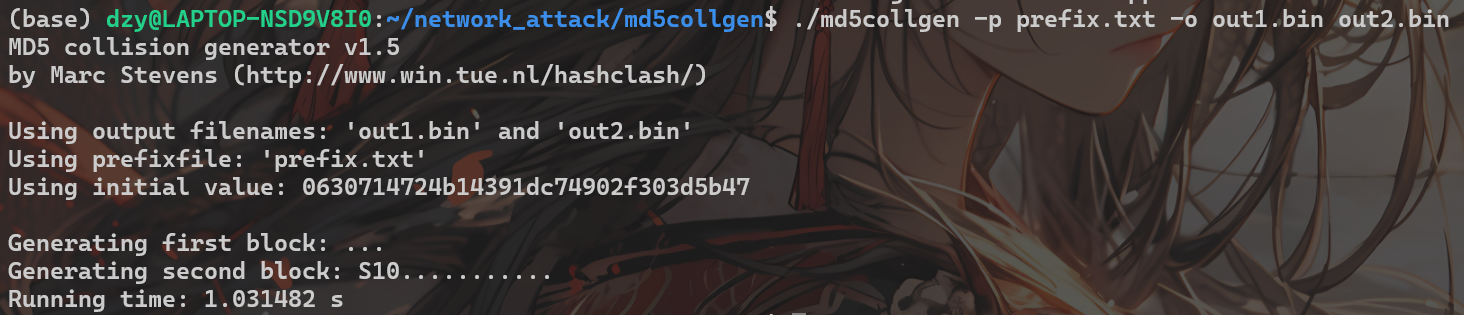 (base) dzy@LAPTOP-NSD9V8I0:~/network_attack/md5collgen$ ./md5collgen -p prefix.txt -o out1.bin out2.bin
MD5 collision generator v1.5
by Marc Stevens (http://www.win.tue.nl/hashclash/)
Using output filenames: 'out1.bin' and 'out2.bin'
Using prefixfile: 'prefix.txt'
Using initial value: 0630714724b14391dc74902f303d5b47
Generating first block: ...
Generating second block: S10...........
Running time: 1.031482 s